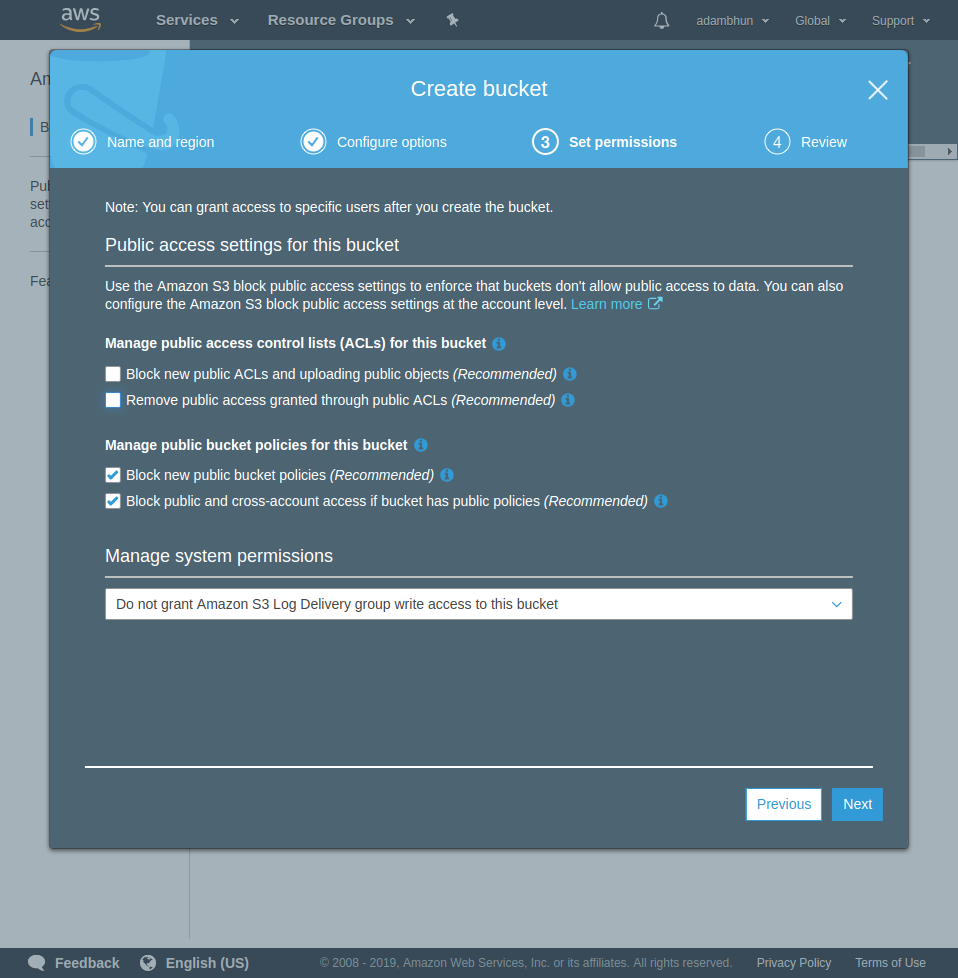 aws Services Resource Groups adambhun Global Support
Am
B
Pub
sett
acc
Fea
Create bucket
Name and region Configure options 3 Set permissions 4 Review
Note: You can grant access to specific users after you create the bucket.
Public access settings for this bucket
Use the Amazon S3 block public access settings to enforce that buckets don't allow public access to data. You can also
configure the Amazon S3 block public access settings at the account level. Learn more
Manage public access control lists (ACLs) for this bucket
Block new public ACLs and uploading public objects (Recommended)
Remove public access granted through public ACLs (Recommended)
Manage public bucket policies for this bucket
Block new public bucket policies (Recommended)
Block public and cross-account access if bucket has public policies (Recommended)
Manage system permissions
Do not grant Amazon S3 Log Delivery group write access to this bucket
Previous Next
Feedback English (US) © 2008 - 2019, Amazon Web Services, Inc. or its affiliates. All rights reserved. Privacy Policy Terms of Use